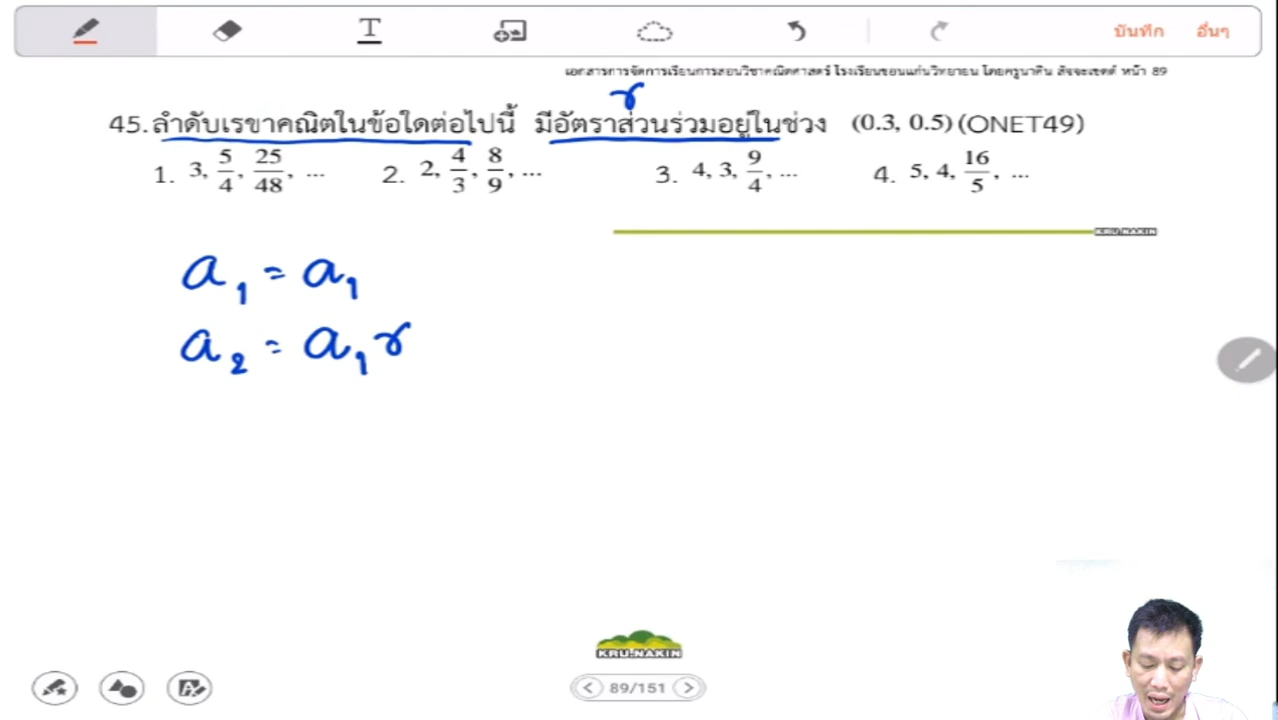 T บันทึก อื่นๆ
เอกสารการจัดการเรียนการสอนวิชาคณิตศาสตร์ โรงเรียนขอนแก่นวิทยายน โดยครูนาคิน สัจจะเขตต์ หน้า 89
r
45. ลำดับเรขาคณิตในข้อใดต่อไปนี้ มีอัตราส่วนร่วมอยู่ในช่วง (0.3, 0.5) (ONET49)
1. 3, 5/4, 25/48, ... 2. 2, 4/3, 8/9, ... 3. 4, 3, 9/4, ... 4. 5, 4, 16/5, ...
KRU.NAKIN
a₁ = a₁
a₂ = a₁r
KRU.NAKIN
89/151